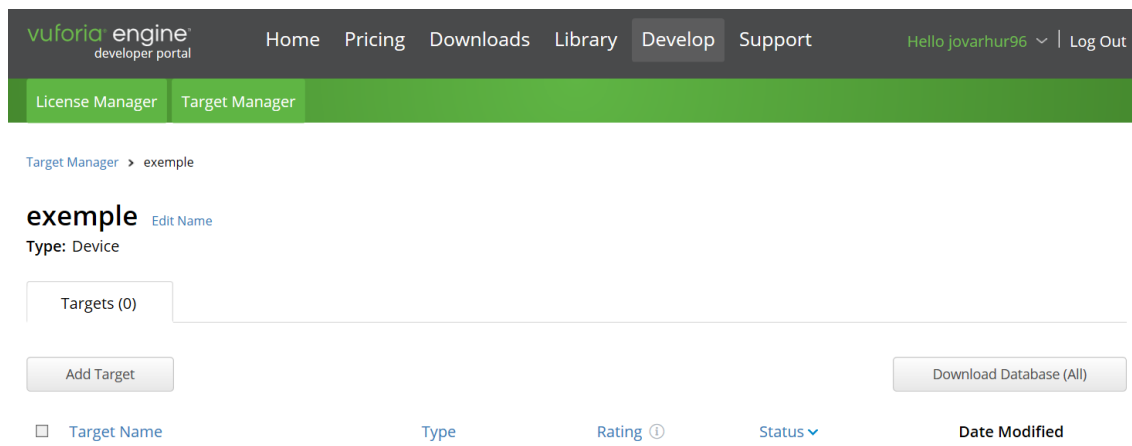 vuforia engine
developer portal
Home Pricing Downloads Library Develop Support Hello jovarhur96 | Log Out
License Manager Target Manager
Target Manager > exemple
exemple Edit Name
Type: Device
Targets (0)
Add Target Download Database (All)
Target Name Type Rating Status Date Modified